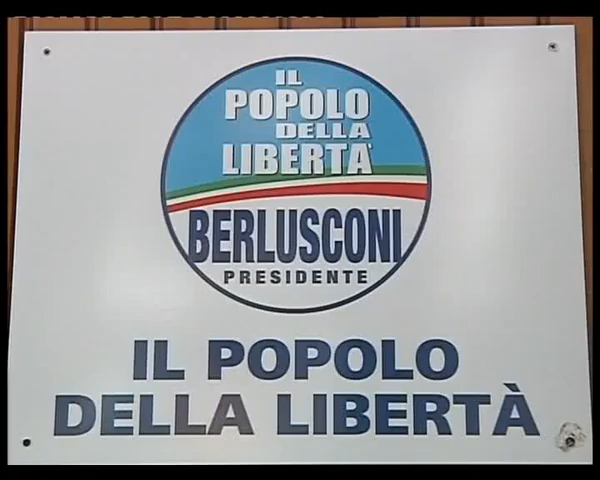 IL
POPOLO
DELLA
LIBERTÀ
BERLUSCONI
PRESIDENTE
IL POPOLO
DELLA LIBERTÀ